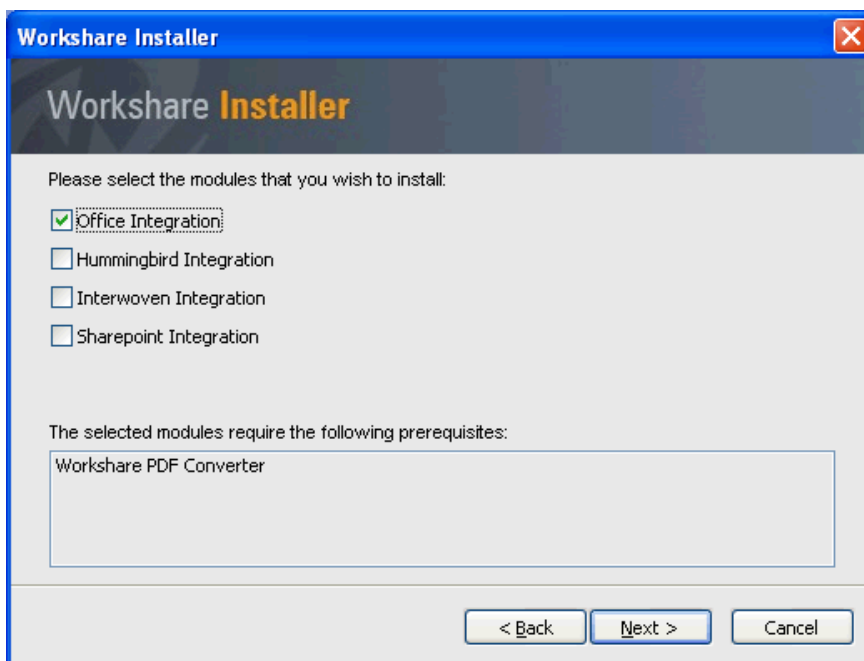 Workshare Installer
Workshare Installer
Please select the modules that you wish to install:
Office Integration
Hummingbird Integration
Interwoven Integration
Sharepoint Integration
The selected modules require the following prerequisites:
Workshare PDF Converter
< Back Next > Cancel